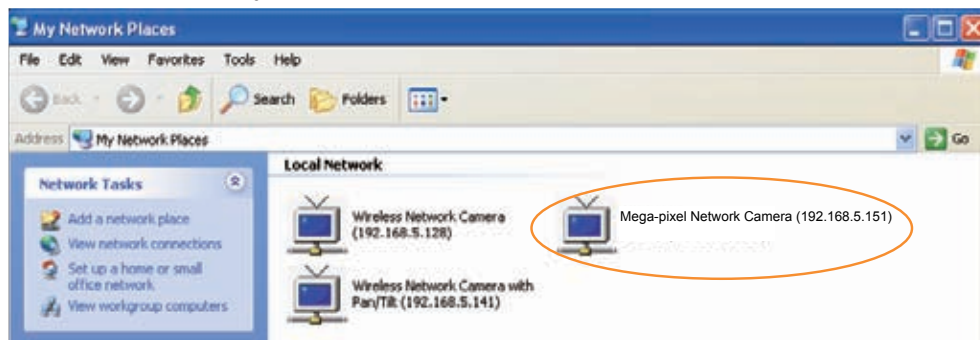 My Network Places
File Edit View Favorites Tools Help
Back Search Folders
Address My Network Places Go
Network Tasks
Add a network place
View network connections
Set up a home or small
office network
View workgroup computers
Local Network
Wireless Network Camera
(192.168.5.128)
Mega-pixel Network Camera (192.168.5.151)
Wireless Network Camera with
Pan/Tilt (192.168.5.141)